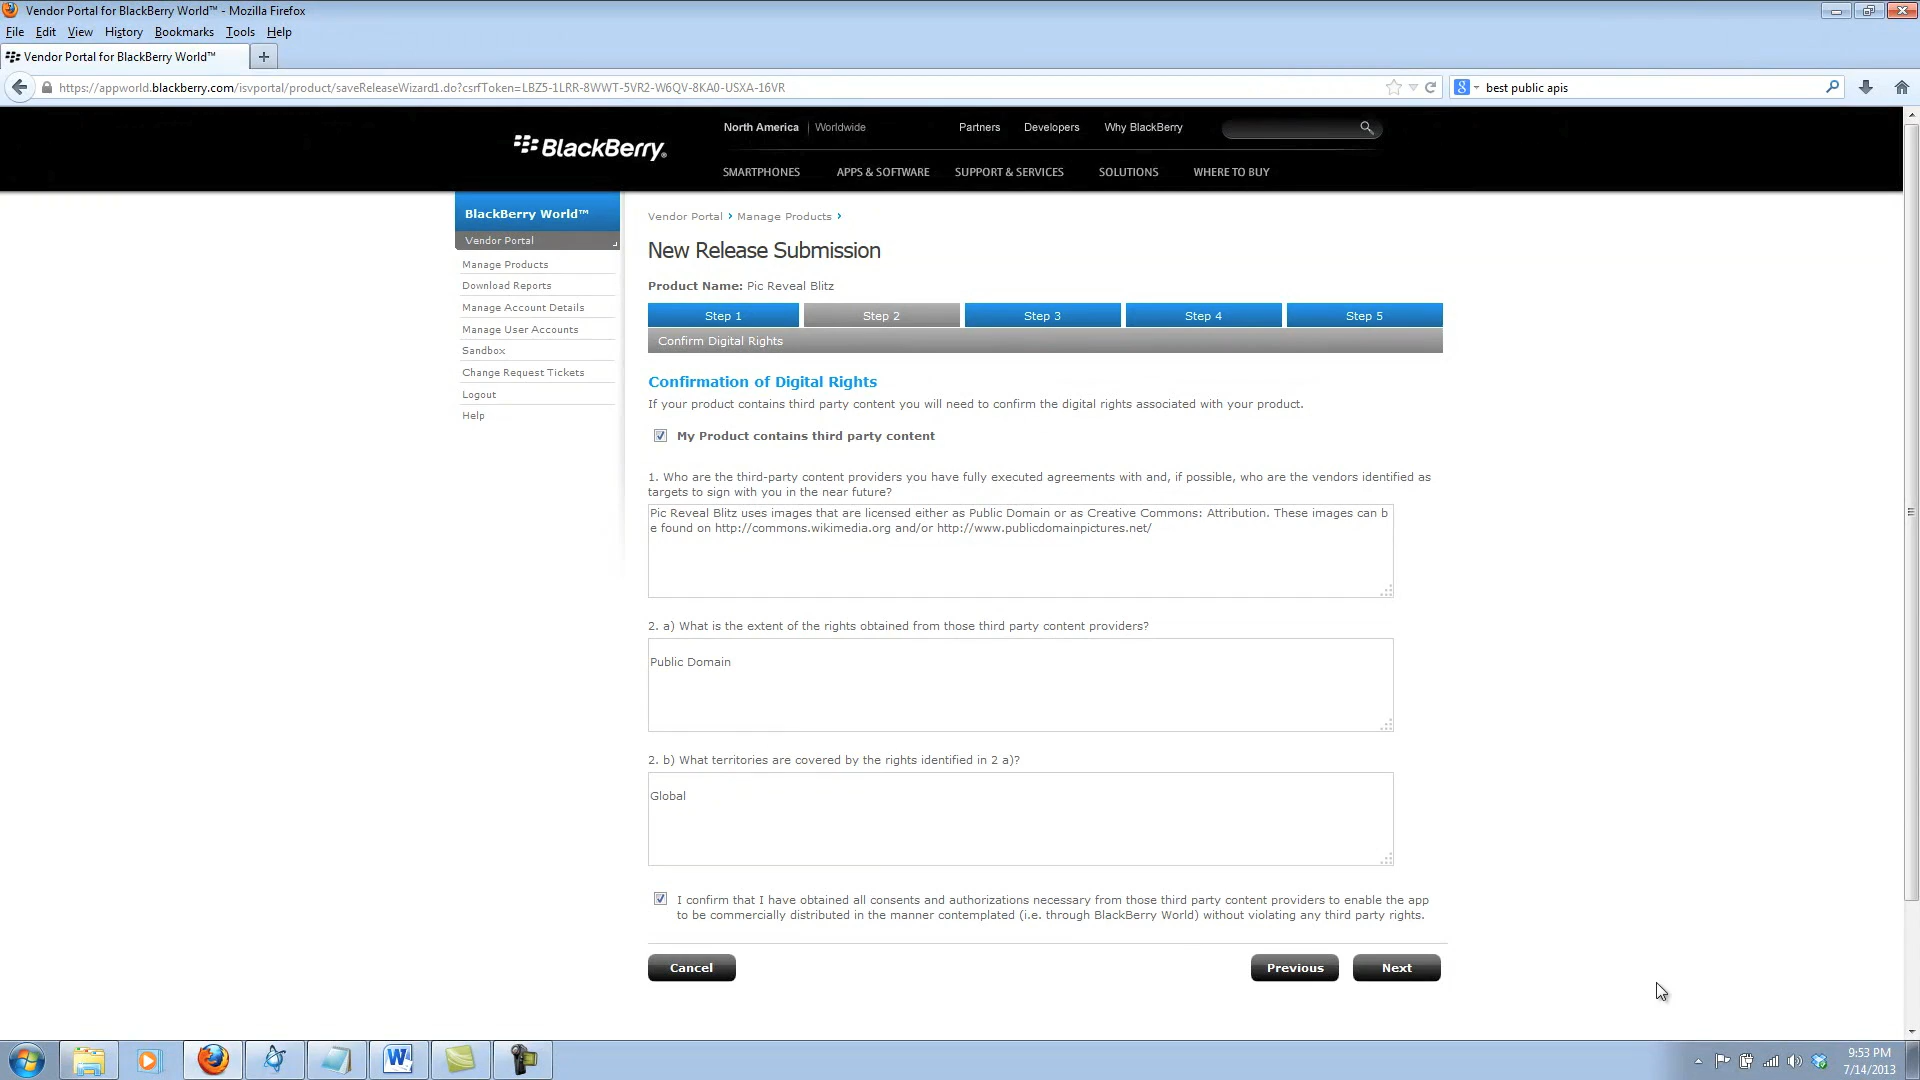 Vendor Portal for BlackBerry World™ - Mozilla Firefox
File Edit View History Bookmarks Tools Help
Vendor Portal for BlackBerry World™
https://appworld.blackberry.com/isvportal/product/saveReleaseWizard1.do?csrfToken=LBZ5-1LRR-8WWT-5VR2-W6QV-8KA0-USXA-16VR
best public apis
BlackBerry
North America Worldwide Partners Developers Why BlackBerry
SMARTPHONES APPS & SOFTWARE SUPPORT & SERVICES SOLUTIONS WHERE TO BUY
BlackBerry World™
Vendor Portal
Manage Products
Download Reports
Manage Account Details
Manage User Accounts
Sandbox
Change Request Tickets
Logout
Help
Vendor Portal › Manage Products ›
New Release Submission
Product Name: Pic Reveal Blitz
Step 1 Step 2 Step 3 Step 4 Step 5
Confirm Digital Rights
Confirmation of Digital Rights
If your product contains third party content you will need to confirm the digital rights associated with your product.
My Product contains third party content
1. Who are the third-party content providers you have fully executed agreements with and, if possible, who are the vendors identified as
targets to sign with you in the near future?
Pic Reveal Blitz uses images that are licensed either as Public Domain or as Creative Commons: Attribution. These images can b
e found on http://commons.wikimedia.org and/or http://www.publicdomainpictures.net/
2. a) What is the extent of the rights obtained from those third party content providers?
Public Domain
2. b) What territories are covered by the rights identified in 2 a)?
Global
I confirm that I have obtained all consents and authorizations necessary from those third party content providers to enable the app
to be commercially distributed in the manner contemplated (i.e. through BlackBerry World) without violating any third party rights.
Cancel Previous Next
9:53 PM
7/14/2013